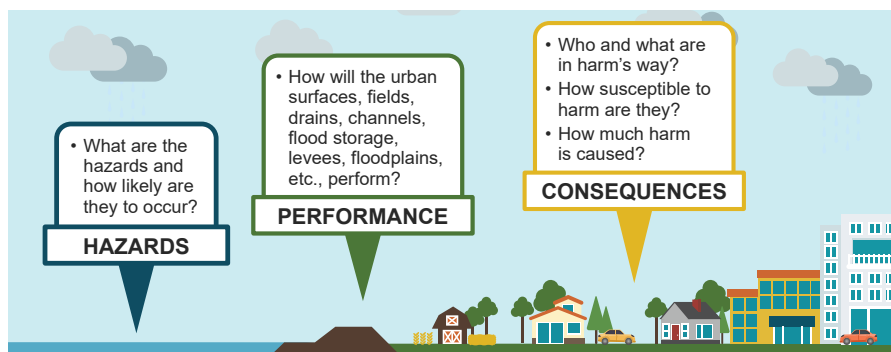 • What are the
hazards and
how likely are
they to occur?
HAZARDS
• How will the urban
surfaces, fields,
drains, channels,
flood storage,
levees, floodplains,
etc., perform?
PERFORMANCE
• Who and what are
in harm’s way?
• How susceptible to
harm are they?
• How much harm
is caused?
CONSEQUENCES